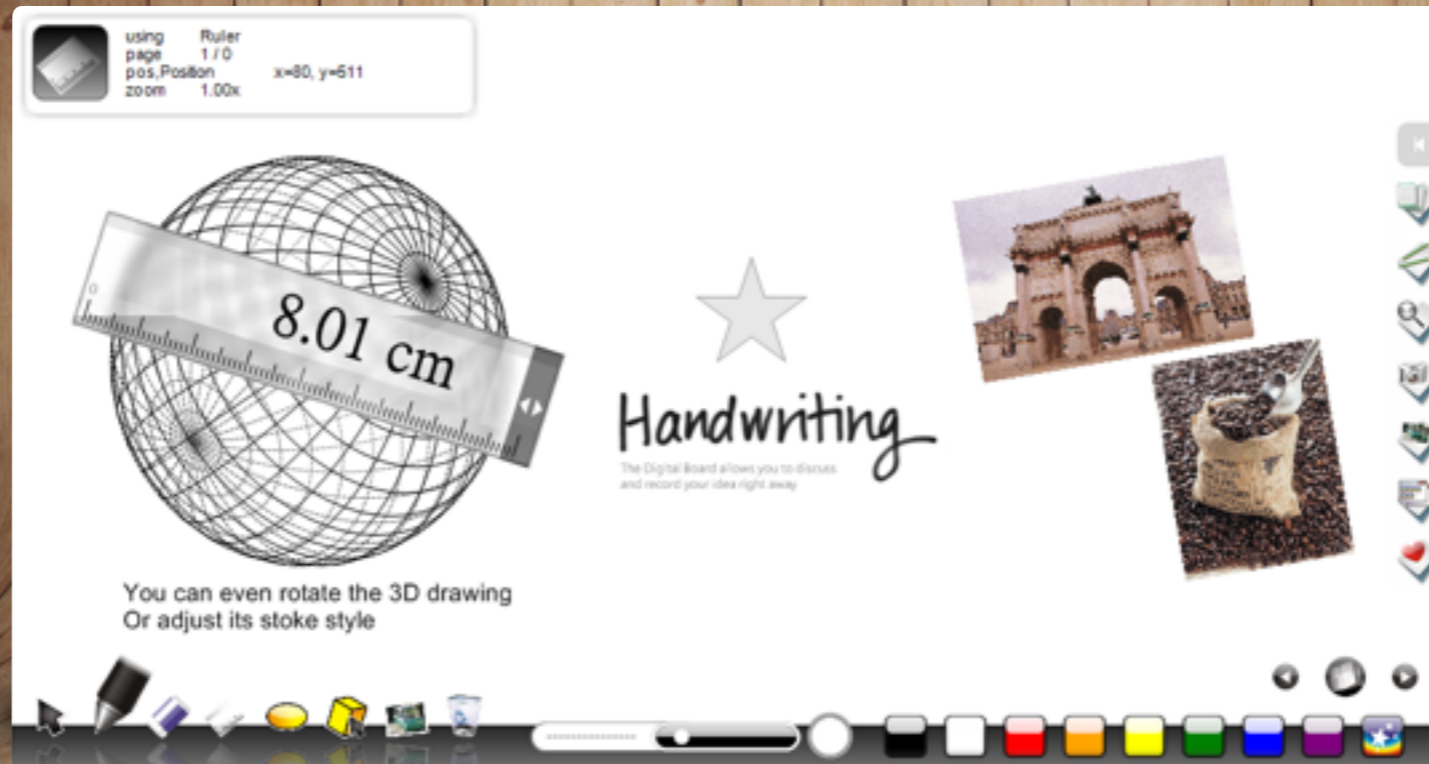 using Ruler
page 1 / 0
pos,Position x=80, y=511
zoom 1.00x
0
8.01 cm
Handwriting
The Digital Board allows you to discuss
and record your idea right away
You can even rotate the 3D drawing
Or adjust its stoke style